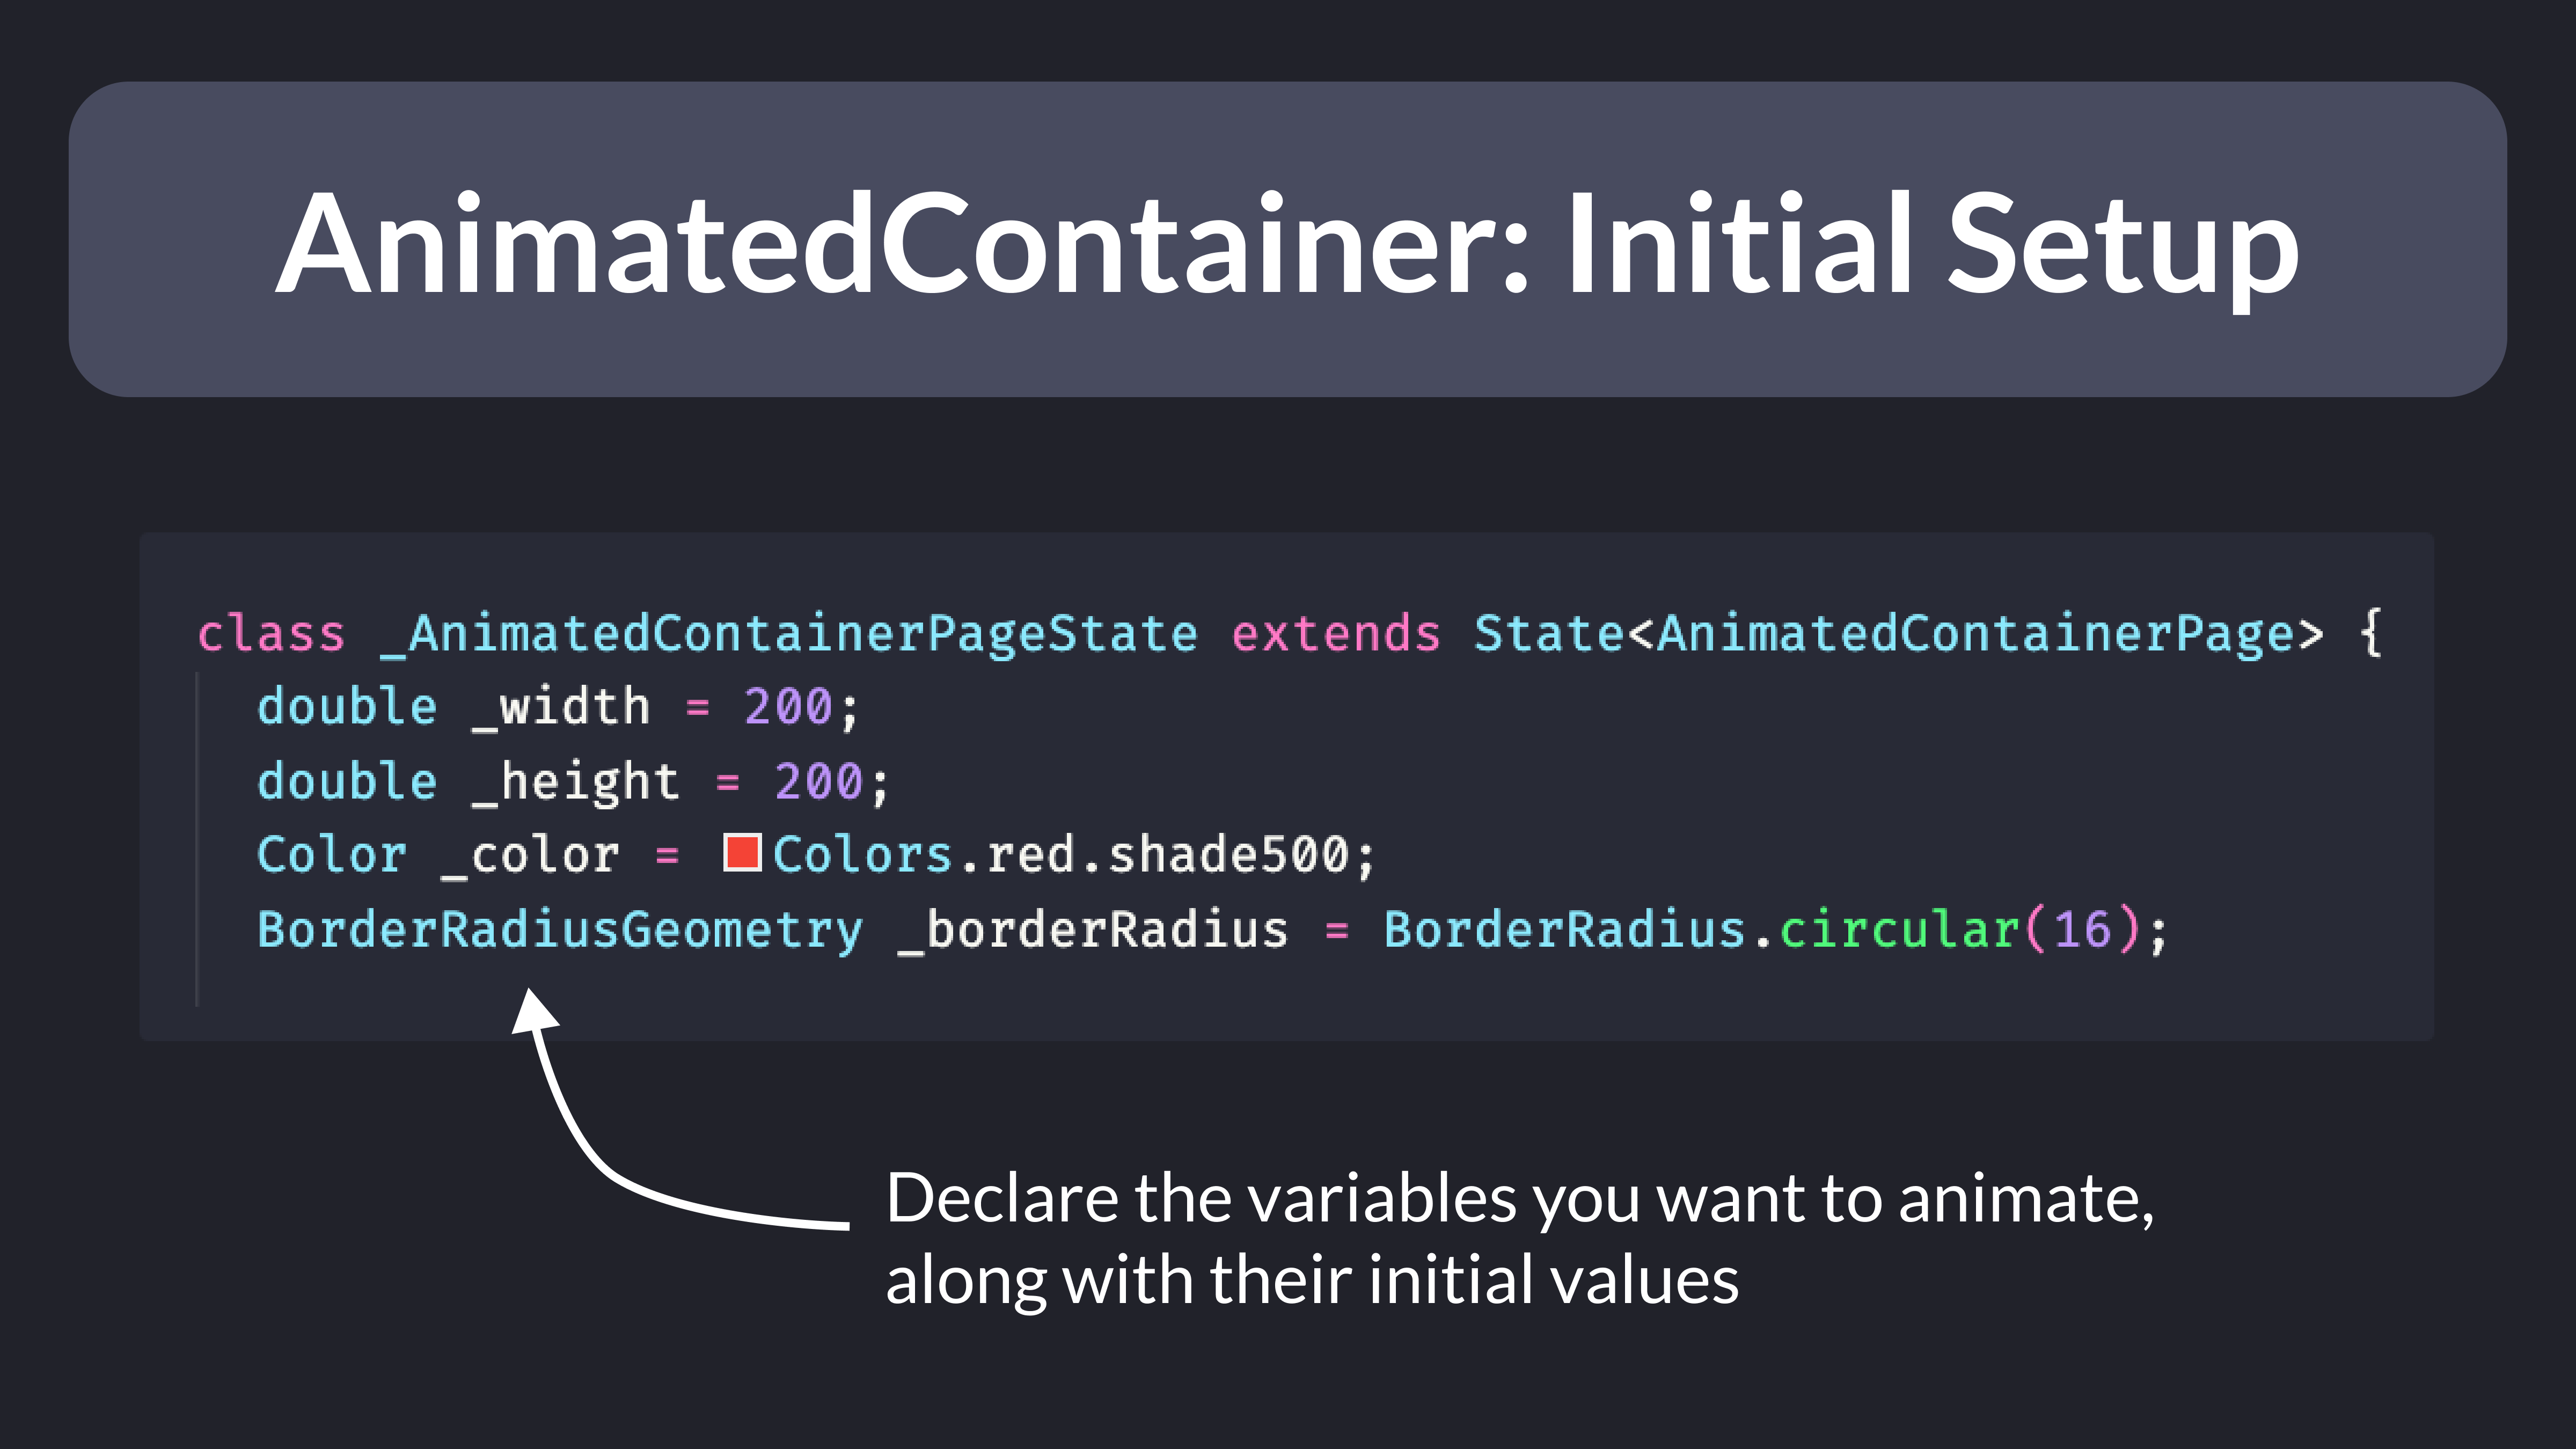 AnimatedContainer: Initial Setup
class _AnimatedContainerPageState extends State<AnimatedContainerPage> {
double _width = 200;
double _height = 200;
Color _color = Colors.red.shade500;
BorderRadiusGeometry _borderRadius = BorderRadius.circular(16);
Declare the variables you want to animate,
along with their initial values